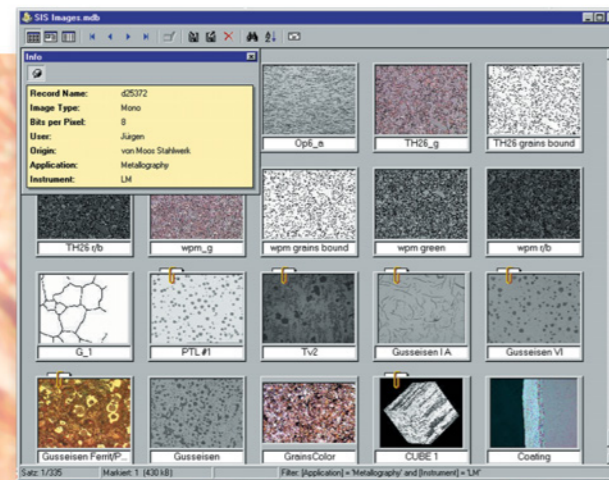 SIS Images.mdb
Info
Record Name: d25372
Image Type: Mono
Bits per Pixel: 8
User: Jürgen
Origin: von Moos Stahlwerk
Application: Metallography
Instrument: LM
Op6_a
TH26_g
TH26 grains bound
TH26 r/b
wpm_g
wpm grains bound
wpm green
wpm r/b
G_1
PTL #1
Tv2
Gusseisen I A
Gusseisen VI
Gusseisen Ferrit/P...
Gusseisen
GrainsColor
CUBE 1
Coating
Satz: 1/335
Markiert: 1 (430 kB)
Filter: [Application] = 'Metallography' and [Instrument] = 'LM'